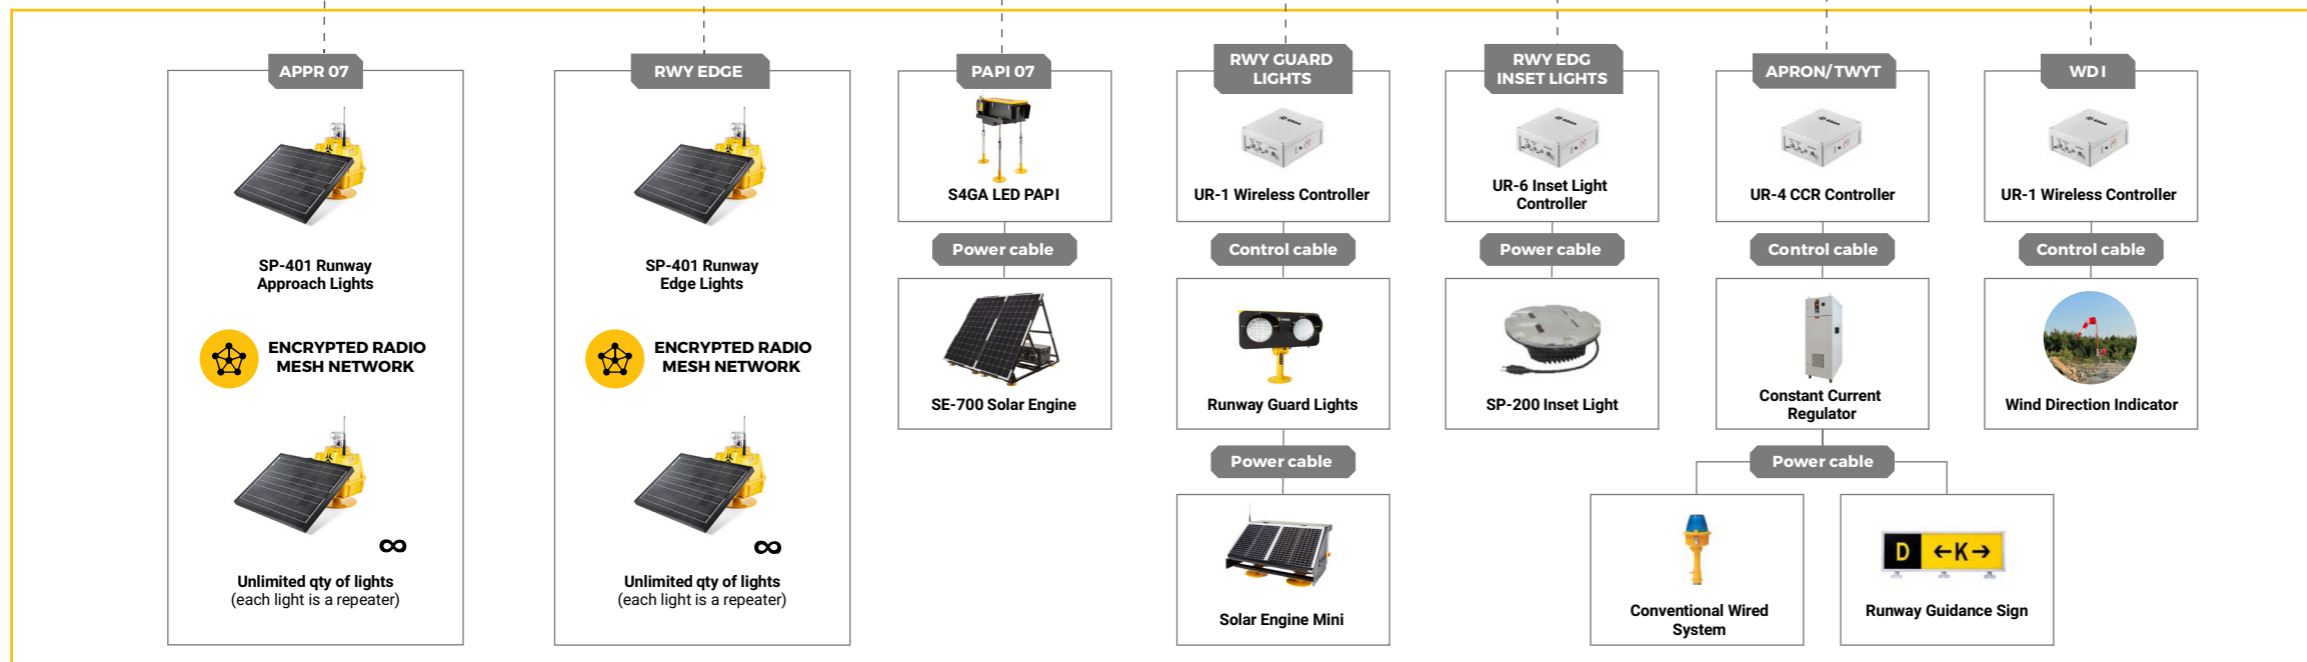 APPR 07
SP-401 Runway
Approach Lights
ENCRYPTED RADIO
MESH NETWORK
∞
Unlimited qty of lights
(each light is a repeater)
RWY EDGE
SP-401 Runway
Edge Lights
ENCRYPTED RADIO
MESH NETWORK
∞
Unlimited qty of lights
(each light is a repeater)
PAPI 07
S4GA LED PAPI
Power cable
SE-700 Solar Engine
RWY GUARD
LIGHTS
UR-1 Wireless Controller
Control cable
Runway Guard Lights
Power cable
Solar Engine Mini
RWY EDG
INSET LIGHTS
UR-6 Inset Light
Controller
Power cable
SP-200 Inset Light
APRON/TWYT
UR-4 CCR Controller
Control cable
Constant Current
Regulator
Power cable
Conventional Wired
System
D ←K→
Runway Guidance Sign
WDI
UR-1 Wireless Controller
Control cable
Wind Direction Indicator